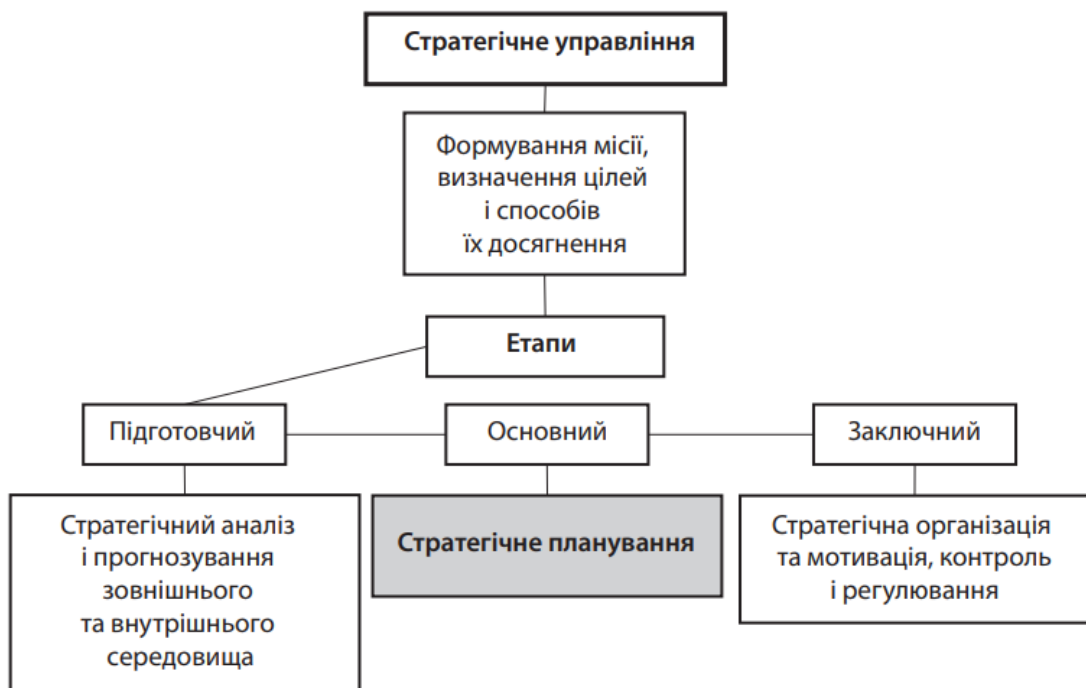 Стратегічне управління
Формування місії,
визначення цілей
і способів
їх досягнення
Етапи
Підготовчий
Основний
Заключний
Стратегічний аналіз
і прогнозування
зовнішнього
та внутрішнього
середовища
Стратегічне планування
Стратегічна організація
та мотивація, контроль
і регулювання